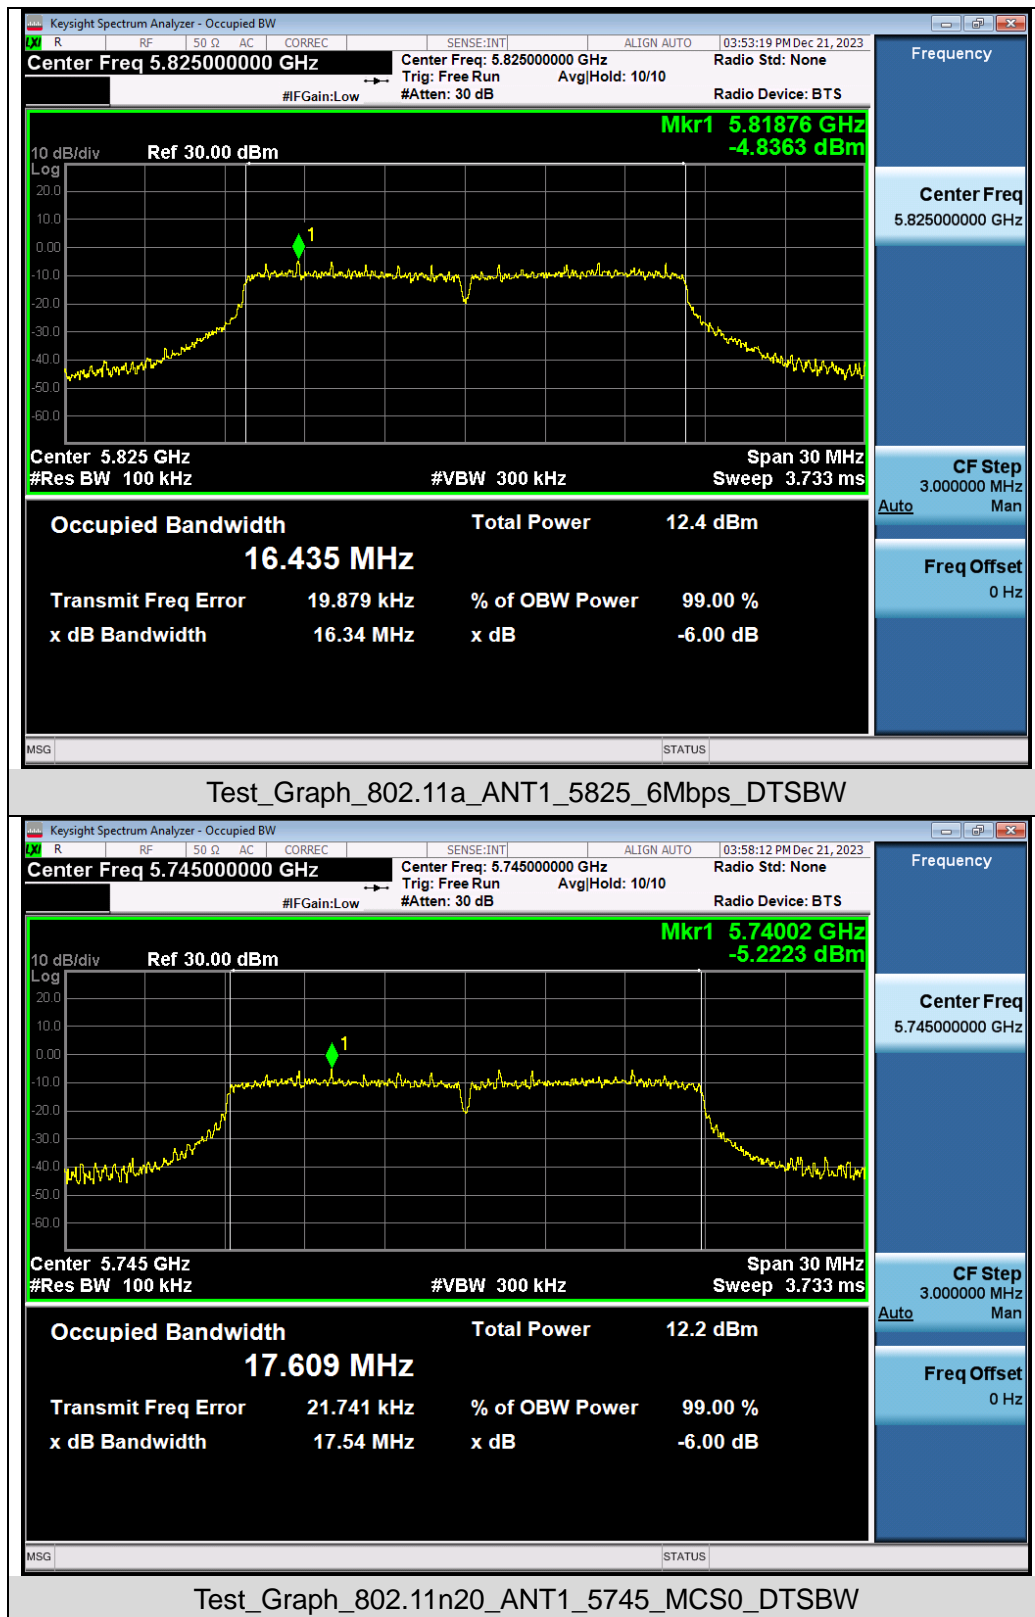 Keysight Spectrum Analyzer - Occupied BW
LXI R RF 50 Ω AC CORREC SENSE:INT ALIGN AUTO 03:53:19 PM Dec 21, 2023
Center Freq 5.825000000 GHz Center Freq: 5.825000000 GHz Radio Std: None
Trig: Free Run Avg|Hold: 10/10
#IFGain:Low #Atten: 30 dB Radio Device: BTS
Frequency
Mkr1 5.81876 GHz
-4.8363 dBm
10 dB/div Ref 30.00 dBm
Log
20.0
10.0
0.00
-10.0
-20.0
-30.0
-40.0
-50.0
-60.0
1
Center 5.825 GHz Span 30 MHz
#Res BW 100 kHz #VBW 300 kHz Sweep 3.733 ms
Center Freq
5.825000000 GHz
CF Step
3.000000 MHz
Auto Man
Freq Offset
0 Hz
Occupied Bandwidth Total Power 12.4 dBm
16.435 MHz
Transmit Freq Error 19.879 kHz % of OBW Power 99.00 %
x dB Bandwidth 16.34 MHz x dB -6.00 dB
MSG STATUS
Test_Graph_802.11a_ANT1_5825_6Mbps_DTSBW
Keysight Spectrum Analyzer - Occupied BW
LXI R RF 50 Ω AC CORREC SENSE:INT ALIGN AUTO 03:58:12 PM Dec 21, 2023
Center Freq 5.745000000 GHz Center Freq: 5.745000000 GHz Radio Std: None
Trig: Free Run Avg|Hold: 10/10
#IFGain:Low #Atten: 30 dB Radio Device: BTS
Frequency
Mkr1 5.74002 GHz
-5.2223 dBm
10 dB/div Ref 30.00 dBm
Log
20.0
10.0
0.00
-10.0
-20.0
-30.0
-40.0
-50.0
-60.0
1
Center 5.745 GHz Span 30 MHz
#Res BW 100 kHz #VBW 300 kHz Sweep 3.733 ms
Center Freq
5.745000000 GHz
CF Step
3.000000 MHz
Auto Man
Freq Offset
0 Hz
Occupied Bandwidth Total Power 12.2 dBm
17.609 MHz
Transmit Freq Error 21.741 kHz % of OBW Power 99.00 %
x dB Bandwidth 17.54 MHz x dB -6.00 dB
MSG STATUS
Test_Graph_802.11n20_ANT1_5745_MCS0_DTSBW